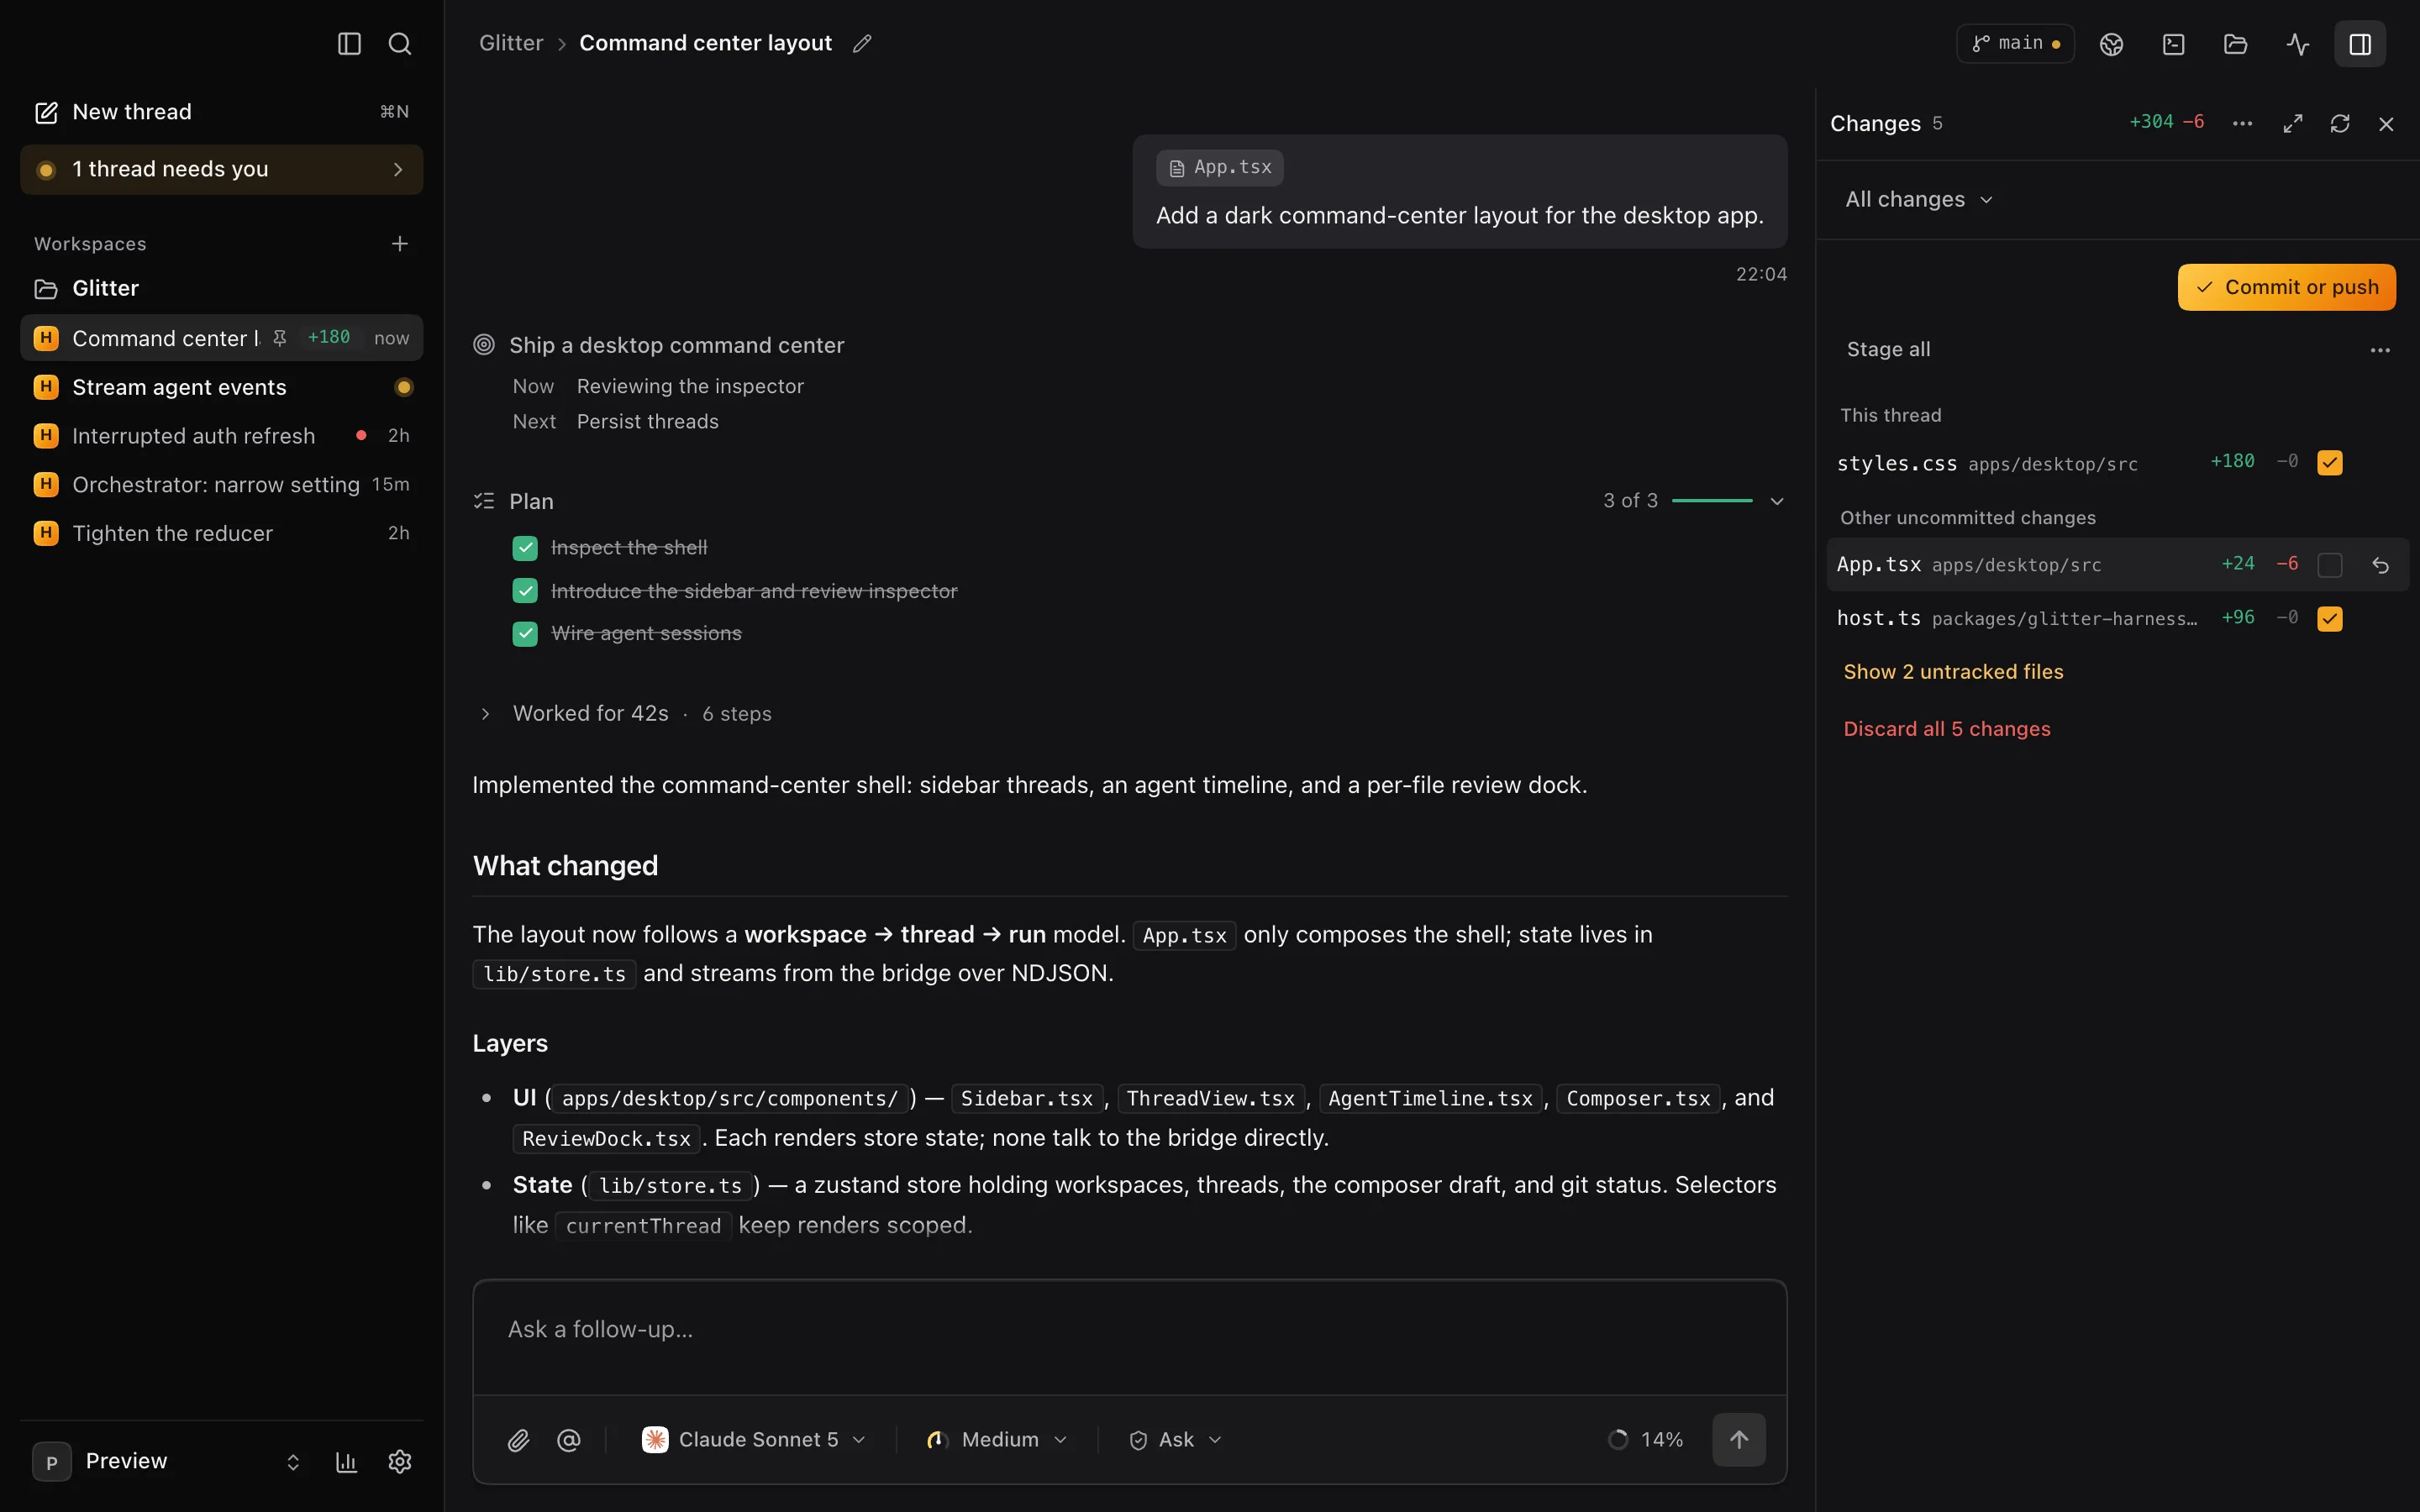 New thread ⌘N
1 thread needs you
Workspaces
Glitter
H Command center l +180 now
H Stream agent events
H Interrupted auth refresh 2h
H Orchestrator: narrow setting 15m
H Tighten the reducer 2h
P Preview
Glitter > Command center layout
main
App.tsx
Add a dark command-center layout for the desktop app.
22:04
Ship a desktop command center
Now Reviewing the inspector
Next Persist threads
Plan 3 of 3
Inspect the shell
Introduce the sidebar and review inspector
Wire agent sessions
Worked for 42s · 6 steps
Implemented the command-center shell: sidebar threads, an agent timeline, and a per-file review dock.
What changed
The layout now follows a workspace → thread → run model. App.tsx only composes the shell; state lives in
lib/store.ts and streams from the bridge over NDJSON.
Layers
• UI (apps/desktop/src/components/) — Sidebar.tsx, ThreadView.tsx, AgentTimeline.tsx, Composer.tsx, and
ReviewDock.tsx. Each renders store state; none talk to the bridge directly.
• State (lib/store.ts) — a zustand store holding workspaces, threads, the composer draft, and git status. Selectors
like currentThread keep renders scoped.
Ask a follow-up...
Claude Sonnet 5 Medium Ask 14%
Changes 5 +304 −6
All changes
Commit or push
Stage all
This thread
styles.css apps/desktop/src +180 −0
Other uncommitted changes
App.tsx apps/desktop/src +24 −6
host.ts packages/glitter-harness… +96 −0
Show 2 untracked files
Discard all 5 changes